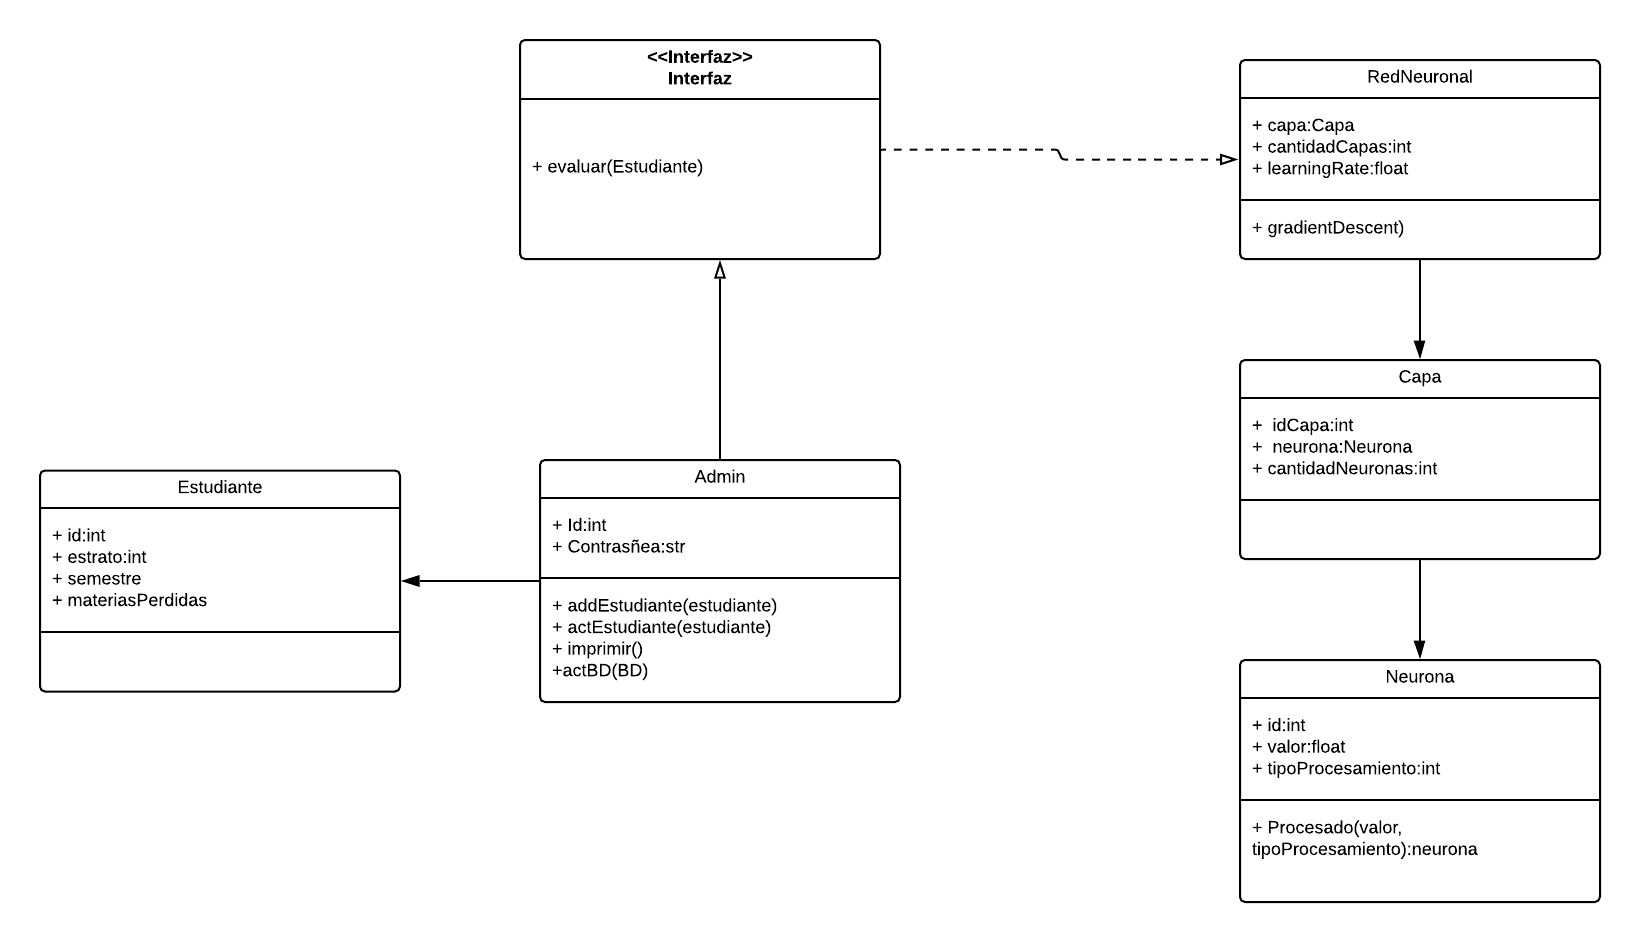 <<Interfaz>>
Interfaz
+ evaluar(Estudiante)
RedNeuronal
+ capa:Capa
+ cantidadCapas:int
+ learningRate:float
+ gradientDescent)
Capa
+  idCapa:int
+  neurona:Neurona
+ cantidadNeuronas:int
Estudiante
+ id:int
+ estrato:int
+ semestre
+ materiasPerdidas
Admin
+ Id:int
+ Contrasñea:str
+ addEstudiante(estudiante)
+ actEstudiante(estudiante)
+ imprimir()
+actBD(BD)
Neurona
+ id:int
+ valor:float
+ tipoProcesamiento:int
+ Procesado(valor,
tipoProcesamiento):neurona